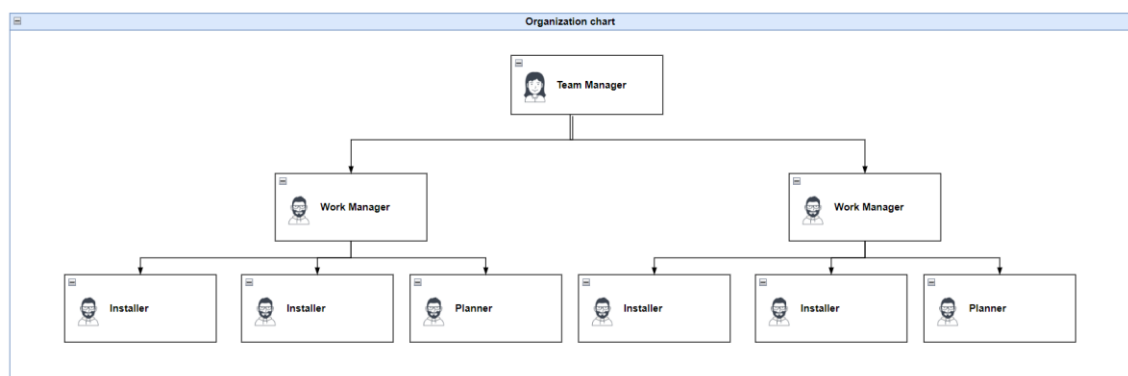 Organization chart
Team Manager
Work Manager
Work Manager
Installer
Installer
Planner
Installer
Installer
Planner